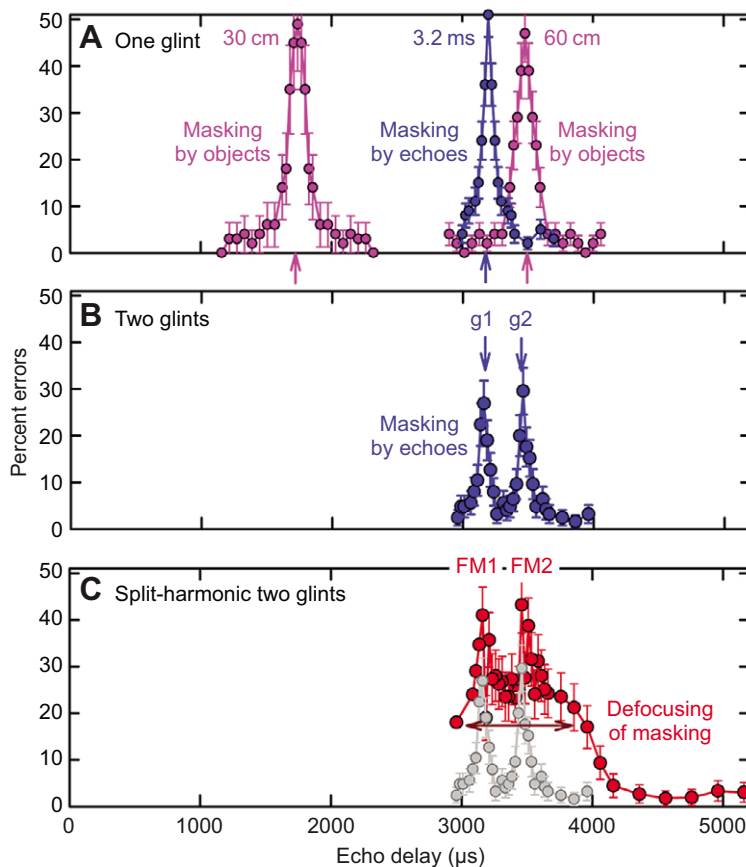 A One glint
30 cm
3.2 ms
60 cm
Masking
by objects
Masking
by echoes
Masking
by objects
50
40
30
20
10
0
B Two glints
g1
g2
Masking
by echoes
50
40
30
20
10
0
Percent errors
C Split-harmonic two glints
FM1
FM2
Defocusing
of masking
50
40
30
20
10
0
0
1000
2000
3000
4000
5000
Echo delay (µs)